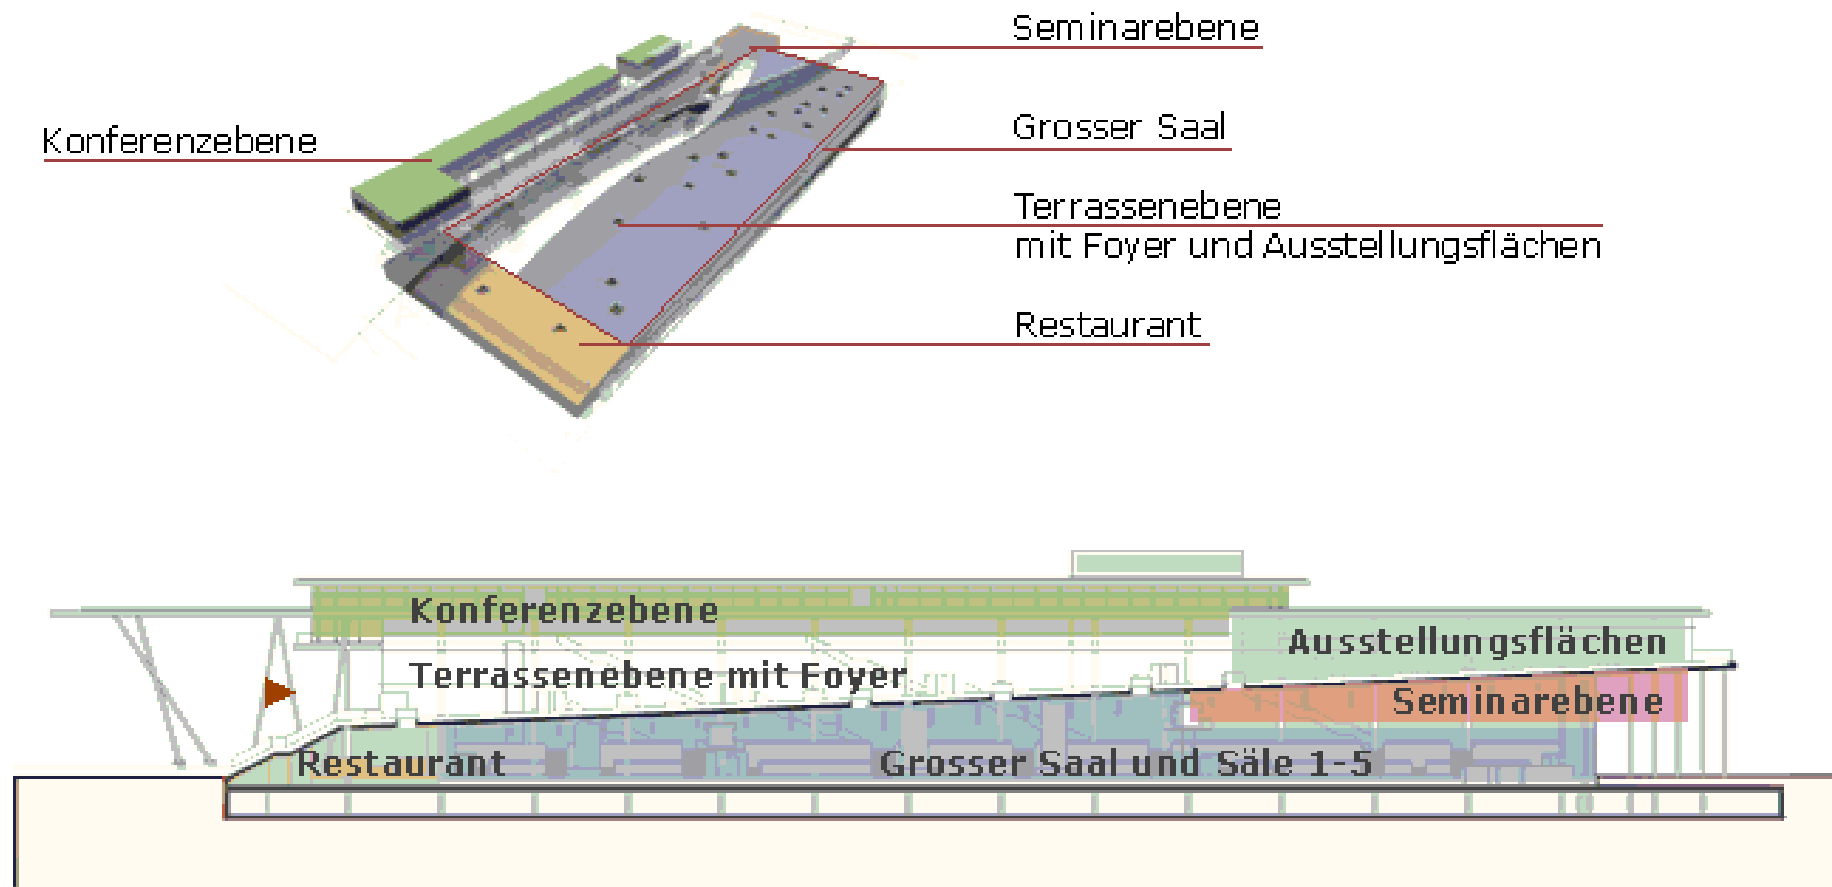 Seminarebene
Konferenzebene
Grosser Saal
Terrassenebene
mit Foyer und Ausstellungsflächen
Restaurant
Konferenzebene
Ausstellungsflächen
Terrassenebene mit Foyer
Seminarebene
Restaurant
Grosser Saal und Säle 1-5